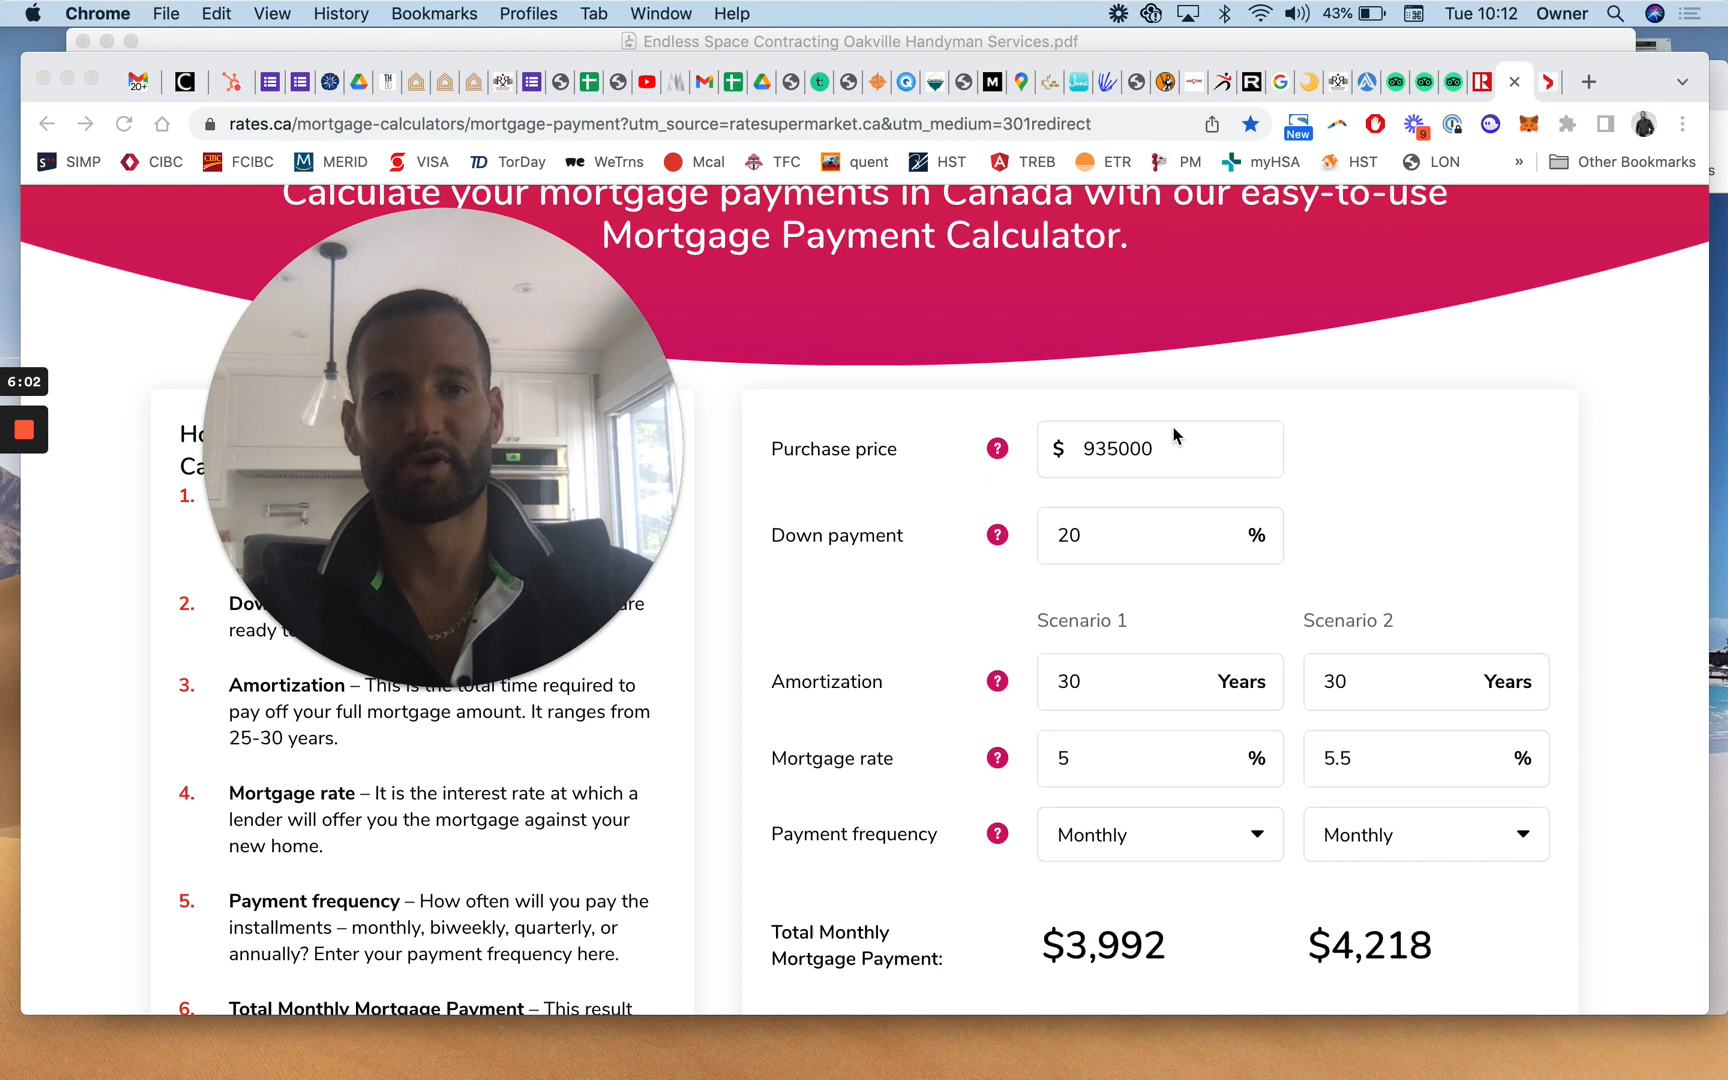 Chrome File Edit View History Bookmarks Profiles Tab Window Help 43% Tue 10:12 Owner
Endless Space Contracting Oakville Handyman Services.pdf
rates.ca/mortgage-calculators/mortgage-payment?utm_source=ratesupermarket.ca&utm_medium=301redirect
New
9
SIMP CIBC FCIBC MERID VISA TorDay WeTrns Mcal TFC quent HST TREB ETR PM myHSA HST LON » Other Bookmarks
Calculate your mortgage payments in Canada with our easy-to-use
Mortgage Payment Calculator.
6:02
1.
2.
ready
3. Amortization – This is the total time required to
pay off your full mortgage amount. It ranges from
25-30 years.
4. Mortgage rate – It is the interest rate at which a
lender will offer you the mortgage against your
new home.
5. Payment frequency – How often will you pay the
installments – monthly, biweekly, quarterly, or
annually? Enter your payment frequency here.
6. Total Monthly Mortgage Payment – This result
Purchase price ? $ 935000
Down payment ? 20 %
Scenario 1 Scenario 2
Amortization ? 30 Years 30 Years
Mortgage rate ? 5 % 5.5 %
Payment frequency ? Monthly Monthly
Total Monthly
Mortgage Payment: $3,992 $4,218